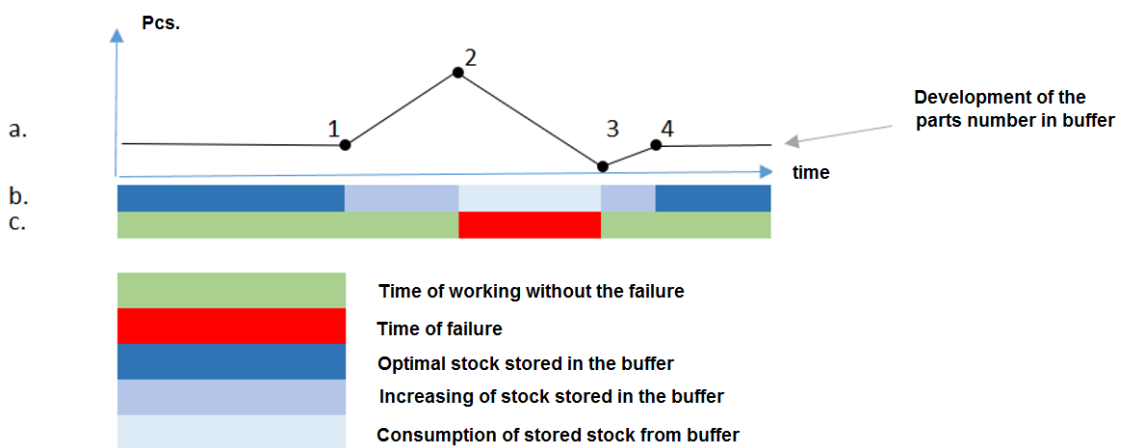 Pcs.
2
Development of the
parts number in buffer
a.
1
3
4
time
b.
c.
Time of working without the failure
Time of failure
Optimal stock stored in the buffer
Increasing of stock stored in the buffer
Consumption of stored stock from buffer